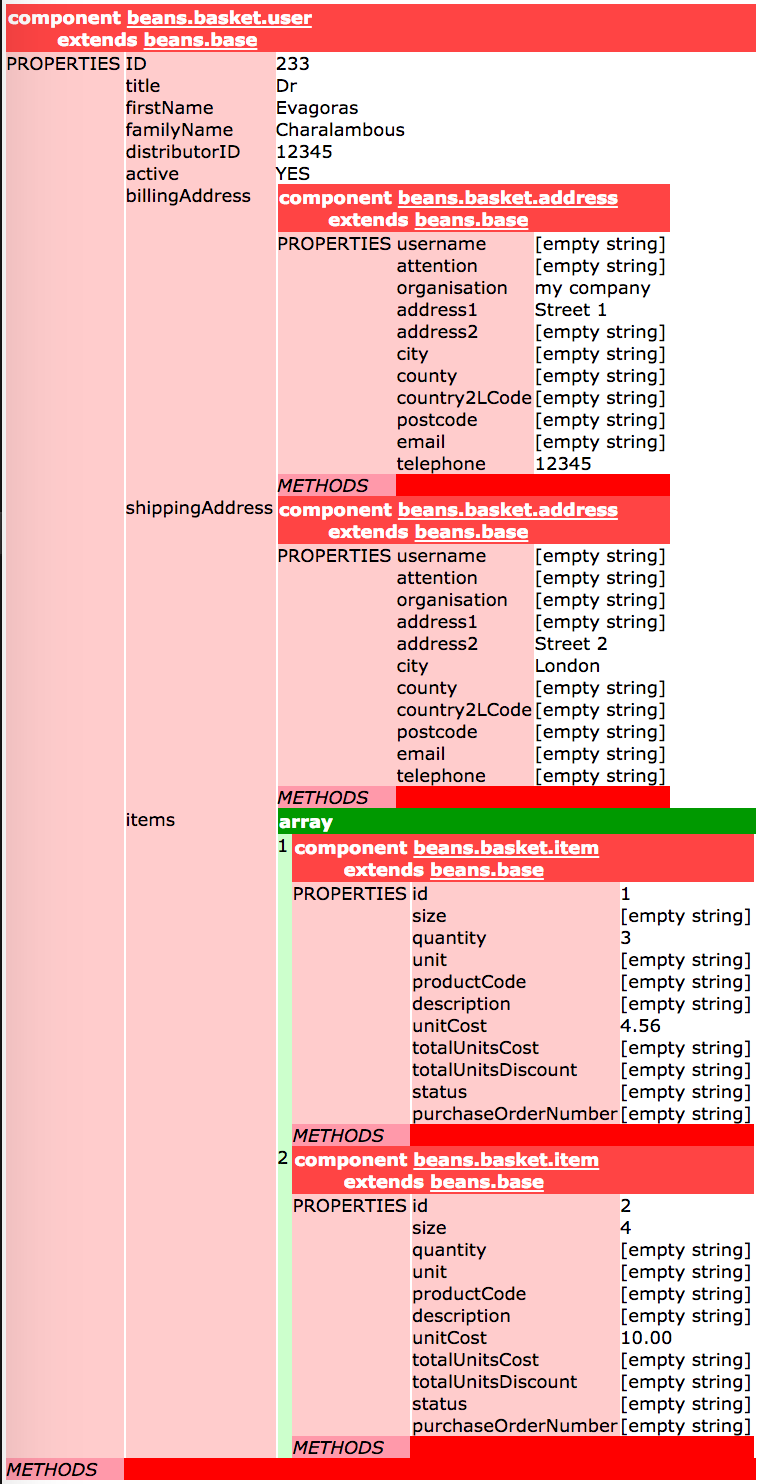 component beans.basket.user
extends beans.base
PROPERTIES ID 233
title Dr
firstName Evagoras
familyName Charalambous
distributorID 12345
active YES
billingAddress component beans.basket.address
extends beans.base
PROPERTIES username [empty string]
attention [empty string]
organisation my company
address1 Street 1
address2 [empty string]
city [empty string]
county [empty string]
country2LCode [empty string]
postcode [empty string]
email [empty string]
telephone 12345
METHODS
shippingAddress component beans.basket.address
extends beans.base
PROPERTIES username [empty string]
attention [empty string]
organisation [empty string]
address1 [empty string]
address2 Street 2
city London
county [empty string]
country2LCode [empty string]
postcode [empty string]
email [empty string]
telephone [empty string]
METHODS
items array
1 component beans.basket.item
extends beans.base
PROPERTIES id 1
size [empty string]
quantity 3
unit [empty string]
productCode [empty string]
description [empty string]
unitCost 4.56
totalUnitsCost [empty string]
totalUnitsDiscount [empty string]
status [empty string]
purchaseOrderNumber [empty string]
METHODS
2 component beans.basket.item
extends beans.base
PROPERTIES id 2
size 4
quantity [empty string]
unit [empty string]
productCode [empty string]
description [empty string]
unitCost 10.00
totalUnitsCost [empty string]
totalUnitsDiscount [empty string]
status [empty string]
purchaseOrderNumber [empty string]
METHODS
METHODS